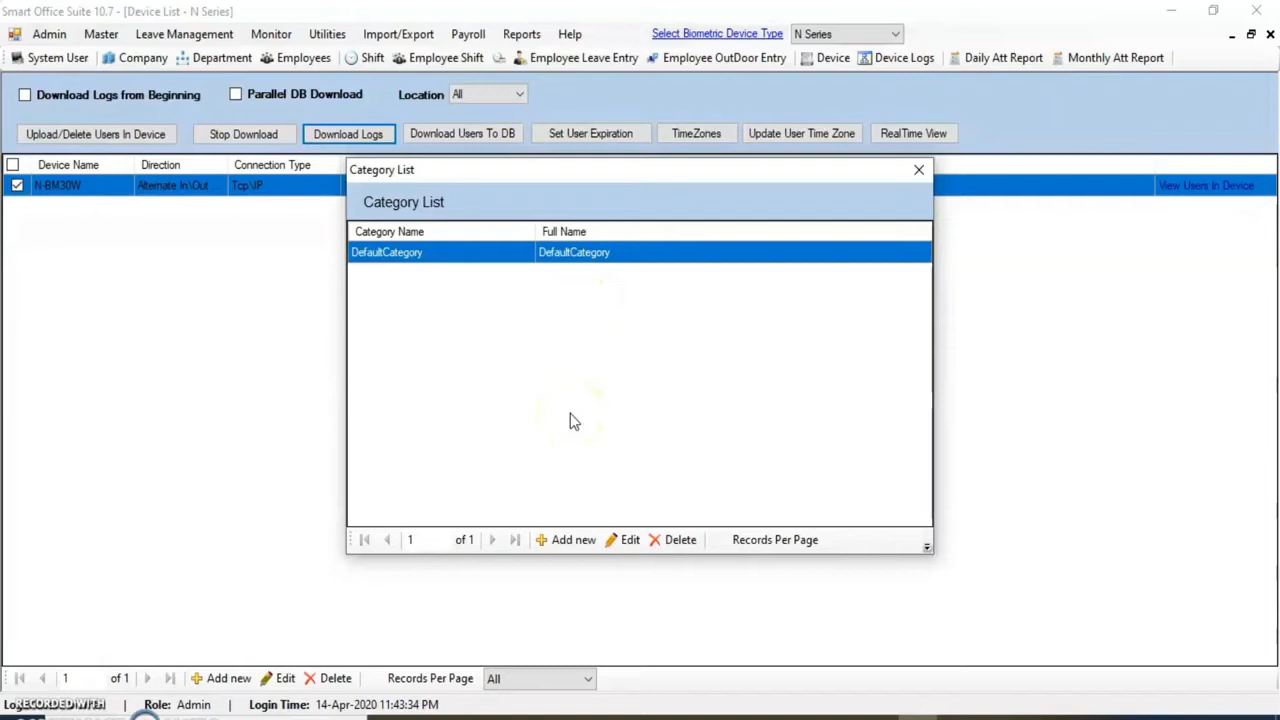 Smart Office Suite 10.7 - [Device List - N Series]
Admin Master Leave Management Monitor Utilities Import/Export Payroll Reports Help Select Biometric Device Type N Series
System User Company Department Employees Shift Employee Shift Employee Leave Entry Employee OutDoor Entry Device Device Logs Daily Att Report Monthly Att Report
Download Logs from Beginning Parallel DB Download Location All
Upload/Delete Users In Device Stop Download Download Logs Download Users To DB Set User Expiration TimeZones Update User Time Zone RealTime View
Device Name Direction Connection Type
N-BM30W Alternate In\Out ... Tcp\IP View Users In Device
Category List
Category List
Category Name Full Name
DefaultCategory DefaultCategory
1 of 1 Add new Edit Delete Records Per Page
1 of 1 Add new Edit Delete Records Per Page All
RECORDED WITH | Role: Admin | Login Time: 14-Apr-2020 11:43:34 PM